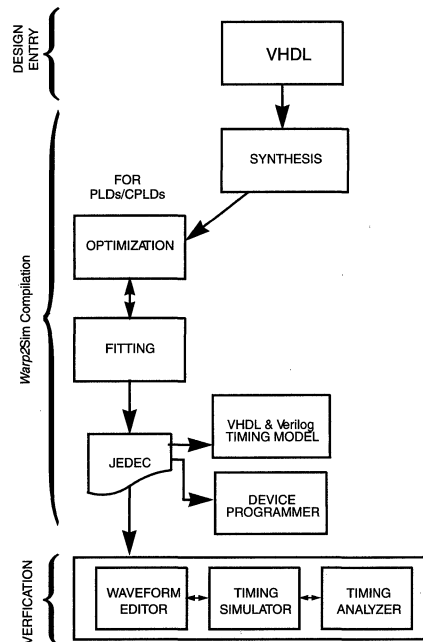 DESIGN
ENTRY
VHDL
SYNTHESIS
FOR
PLDs/CPLDs
OPTIMIZATION
Warp2Sim Compilation
FITTING
JEDEC
VHDL & Verilog
TIMING MODEL
DEVICE
PROGRAMMER
VERFICATION
WAVEFORM
EDITOR
TIMING
SIMULATOR
TIMING
ANALYZER